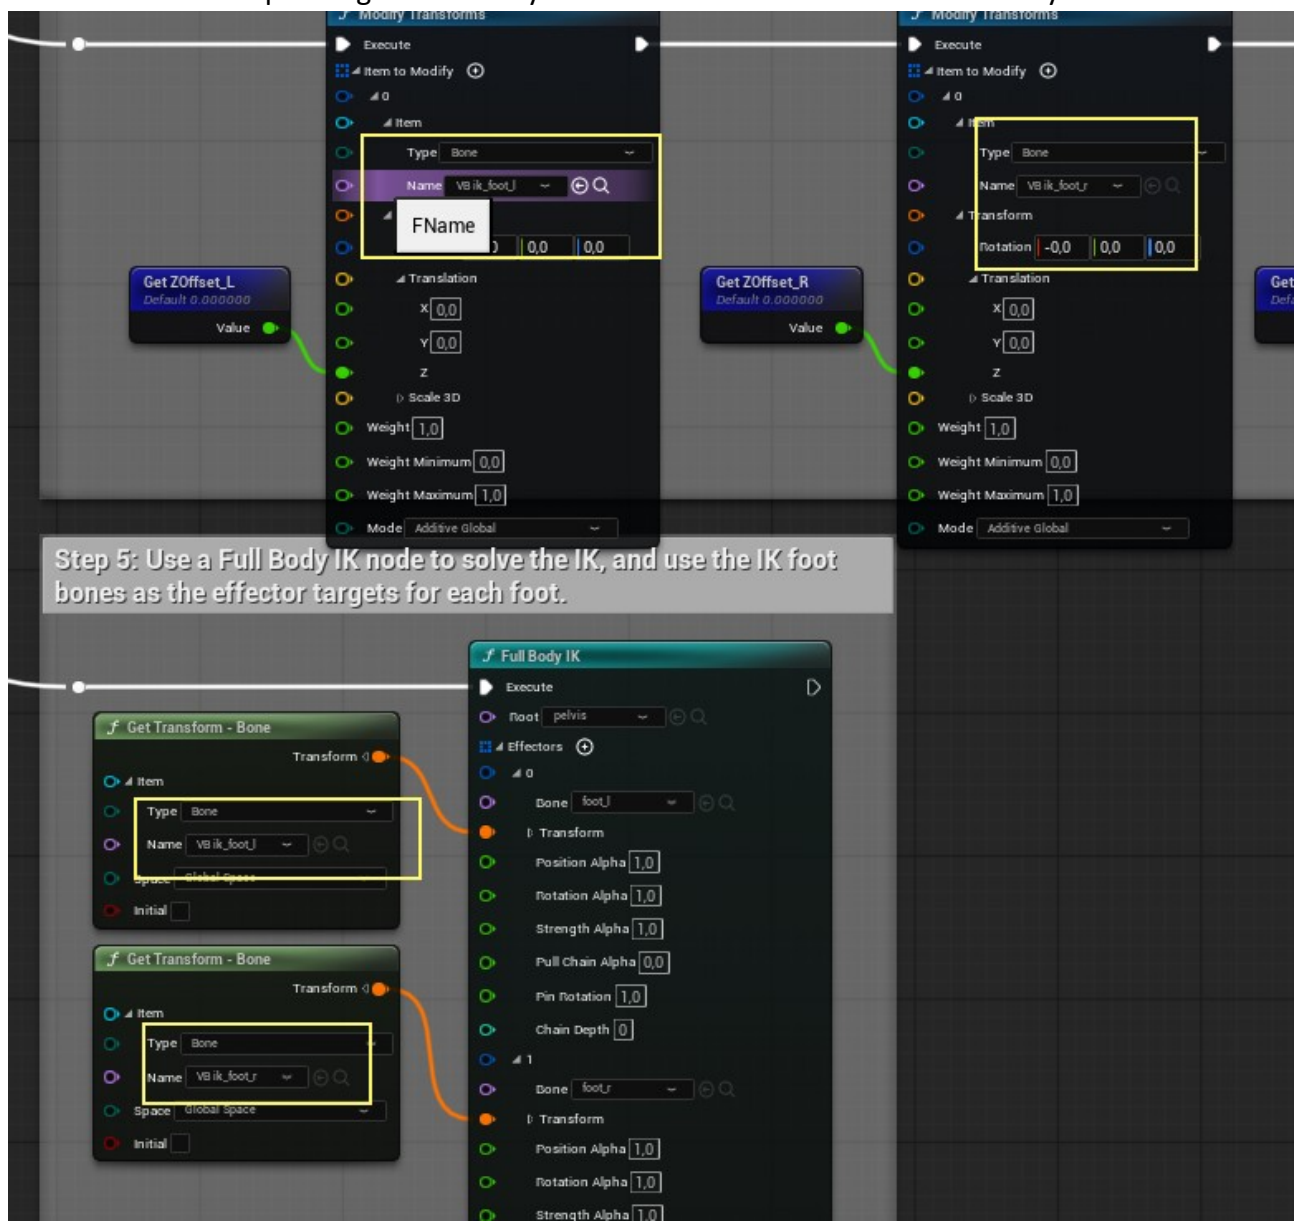 Modify Transforms
Execute
Item to Modify
0
Item
Type Bone
Name VB ik_foot_l
FName
0,0 0,0
Translation
X 0,0
Y 0,0
Z
Scale 3D
Weight 1,0
Weight Minimum 0,0
Weight Maximum 1,0
Mode Additive Global
Get ZOffset_L
Default 0.000000
Value
Modify Transforms
Execute
Item to Modify
0
Item
Type Bone
Name VB ik_foot_r
Transform
Rotation -0,0 0,0 0,0
Translation
X 0,0
Y 0,0
Z
Scale 3D
Weight 1,0
Weight Minimum 0,0
Weight Maximum 1,0
Mode Additive Global
Get ZOffset_R
Default 0.000000
Value
Get
Step 5: Use a Full Body IK node to solve the IK, and use the IK foot
bones as the effector targets for each foot.
Get Transform - Bone
Transform
Item
Type Bone
Name VB ik_foot_l
Space Global Space
Initial
Get Transform - Bone
Transform
Item
Type Bone
Name VB ik_foot_r
Space Global Space
Initial
Full Body IK
Execute
Root pelvis
Effectors
0
Bone foot_l
Transform
Position Alpha 1,0
Rotation Alpha 1,0
Strength Alpha 1,0
Pull Chain Alpha 0,0
Pin Rotation 1,0
Chain Depth 0
1
Bone foot_r
Transform
Position Alpha 1,0
Rotation Alpha 1,0
Strength Alpha 1,0